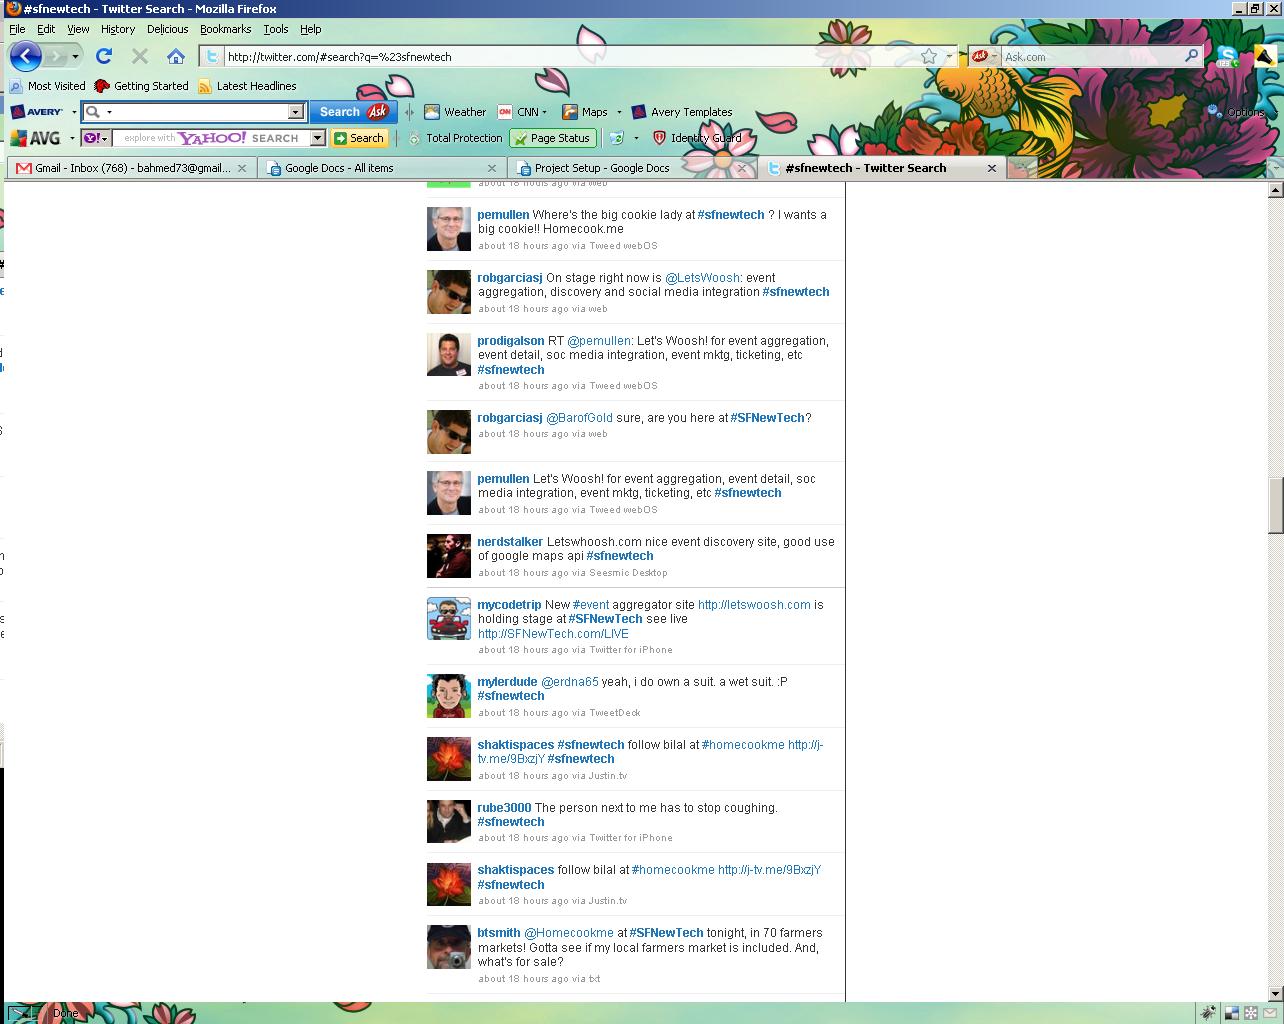 #sfnewtech - Twitter Search - Mozilla Firefox
File Edit View History Delicious Bookmarks Tools Help
http://twitter.com/#search?q=%23sfnewtech
Ask Ask.com
Most Visited Getting Started Latest Headlines
AVERY Search Ask Weather CNN CNN Maps Avery Templates Options
AVG Y! explore with YAHOO! SEARCH Search Total Protection Page Status Identity Guard
Gmail - Inbox (768) - bahmed73@gmail... Google Docs - All items Project Setup - Google Docs #sfnewtech - Twitter Search
about 18 hours ago via web
pemullen Where's the big cookie lady at #sfnewtech ? I wants a
big cookie!! Homecook.me
about 18 hours ago via Tweed webOS
robgarciasj On stage right now is @LetsWoosh: event
aggregation, discovery and social media integration #sfnewtech
about 18 hours ago via web
prodigalson RT @pemullen: Let's Woosh! for event aggregation,
event detail, soc media integration, event mktg, ticketing, etc
#sfnewtech
about 18 hours ago via Tweed webOS
robgarciasj @BarofGold sure, are you here at #SFNewTech?
about 18 hours ago via web
pemullen Let's Woosh! for event aggregation, event detail, soc
media integration, event mktg, ticketing, etc #sfnewtech
about 18 hours ago via Tweed webOS
nerdstalker Letswhoosh.com nice event discovery site, good use
of google maps api #sfnewtech
about 18 hours ago via Seesmic Desktop
mycodetrip New #event aggregator site http://letswoosh.com is
holding stage at #SFNewTech see live
http://SFNewTech.com/LIVE
about 18 hours ago via Twitter for iPhone
mylerdude @erdna65 yeah, i do own a suit. a wet suit. :P
#sfnewtech
about 18 hours ago via TweetDeck
shaktispaces #sfnewtech follow bilal at #homecookme http://j-
tv.me/9BxzjY #sfnewtech
about 18 hours ago via Justin.tv
rube3000 The person next to me has to stop coughing.
#sfnewtech
about 18 hours ago via Twitter for iPhone
shaktispaces follow bilal at #homecookme http://j-tv.me/9BxzjY
#sfnewtech
about 18 hours ago via Justin.tv
btsmith @Homecookme at #SFNewTech tonight, in 70 farmers
markets! Gotta see if my local farmers market is included. And,
what's for sale?
about 18 hours ago via txt
Done